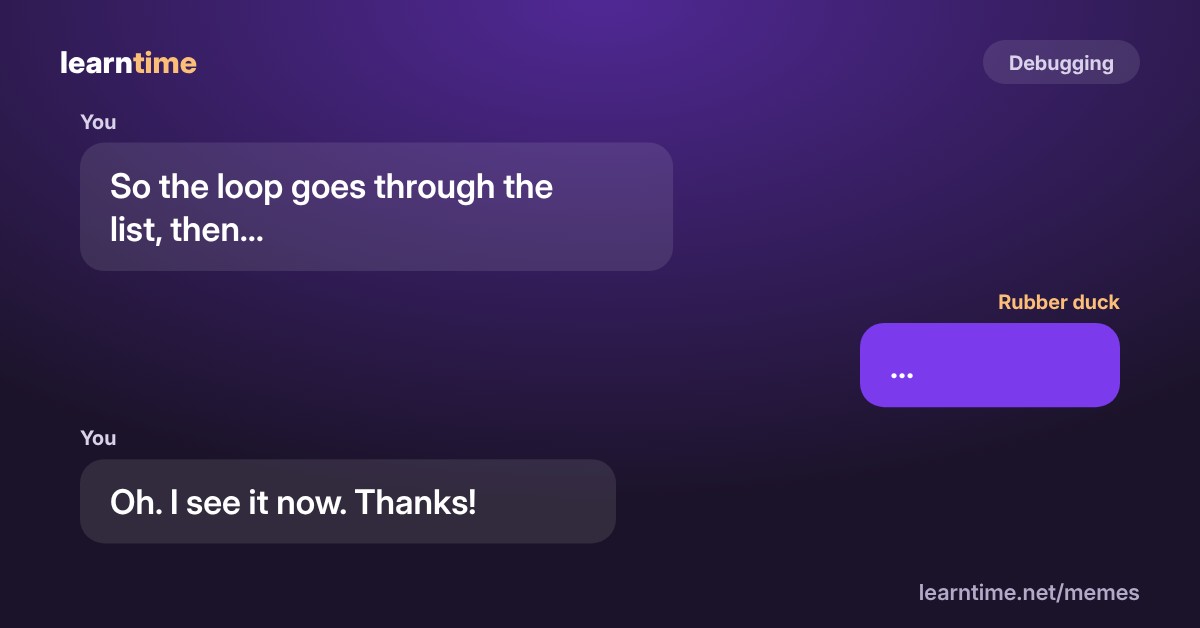 learntime
Debugging
You
So the loop goes through the
list, then...
Rubber duck
...
You
Oh. I see it now. Thanks!
learntime.net/memes